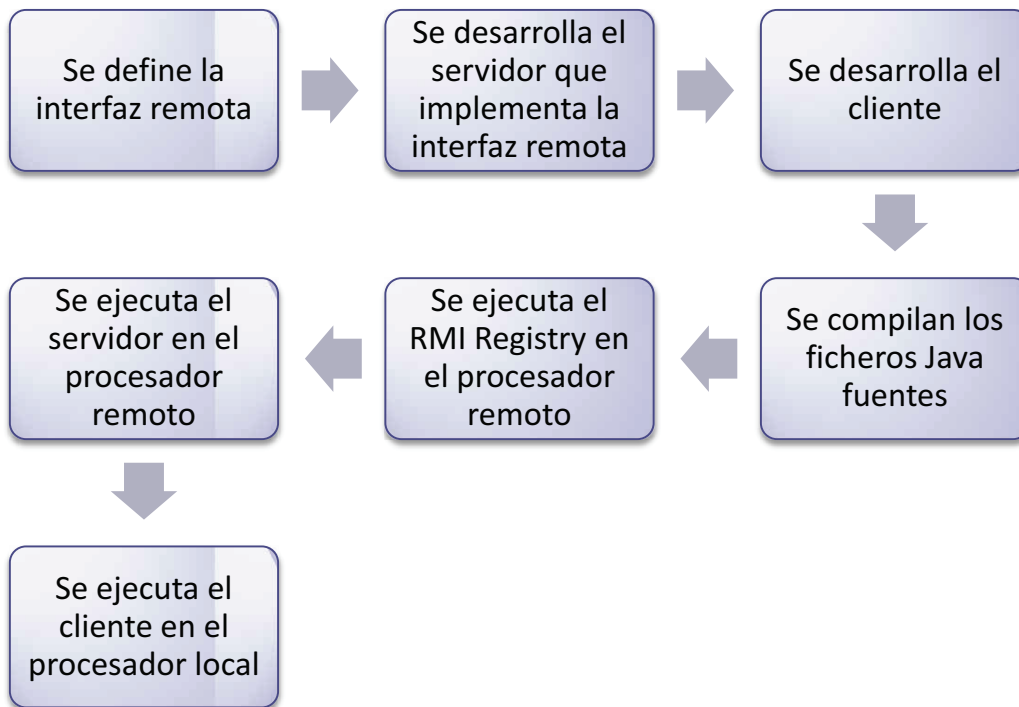 Se define la
interfaz remota
Se desarrolla el
servidor que
implementa la
interfaz remota
Se desarrolla el
cliente
Se compilan los
ficheros Java
fuentes
Se ejecuta el
RMI Registry en
el procesador
remoto
Se ejecuta el
servidor en el
procesador
remoto
Se ejecuta el
cliente en el
procesador local